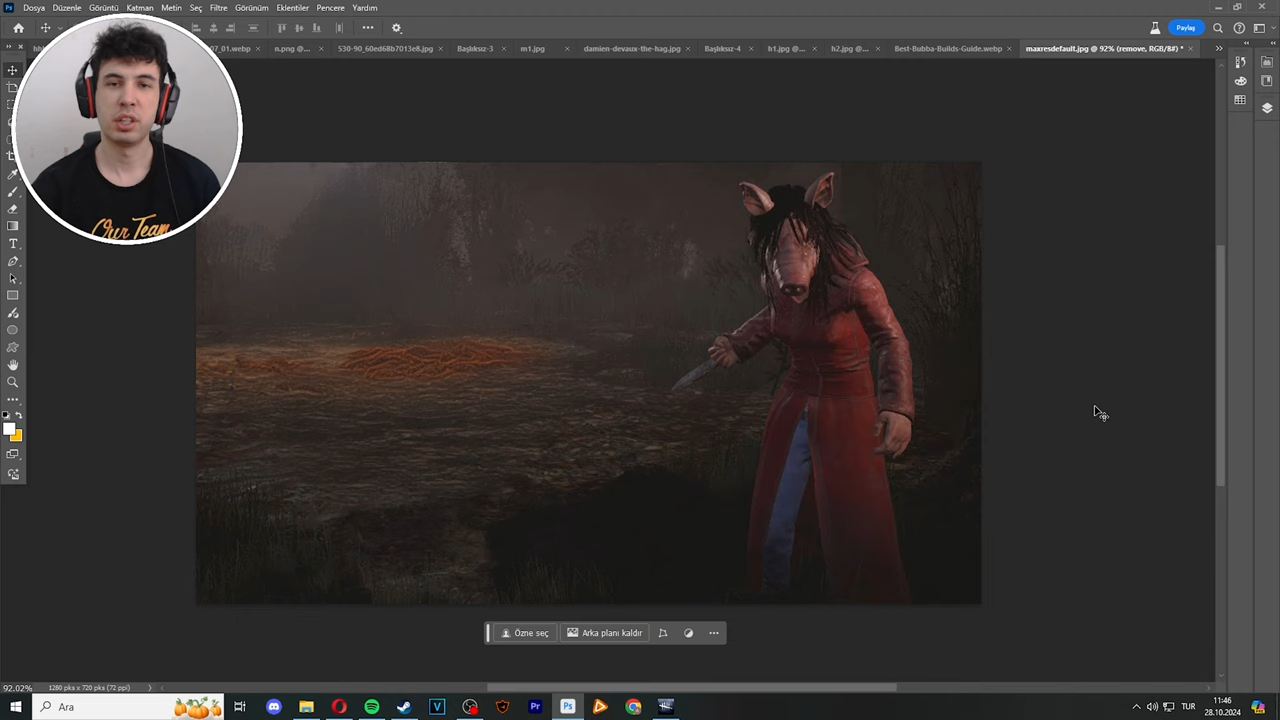 Dosya Düzenle Görüntü Katman Metin Seç Filtre Görünüm Eklentiler Pencere Yardım
Paylaş
07_01.webp
n.png @...
530-90_60ed68b7013e8.jpg
Başlıksız-3
m1.jpg
damien-devaux-the-hag.jpg
Başlıksız-4
h1.jpg @...
h2.jpg @...
Best-Bubba-Builds-Guide.webp
maxresdefault.jpg @ 92% (remove, RGB/8#) *
Our Team
Özne seç
Arka planı kaldır
92.02%
1280 pks x 720 pks (72 ppi)
Ara
TUR
11:46
28.10.2024